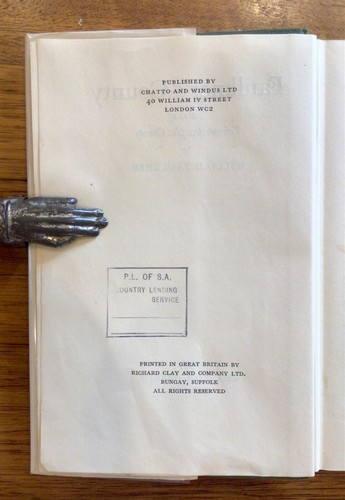 PUBLISHED BY
CHATTO AND WINDUS LTD
40 WILLIAM IV STREET
LONDON WC2
P.L. OF S.A.
COUNTRY LENDING
SERVICE
PRINTED IN GREAT BRITAIN BY
RICHARD CLAY AND COMPANY LTD.
BUNGAY, SUFFOLK
ALL RIGHTS RESERVED